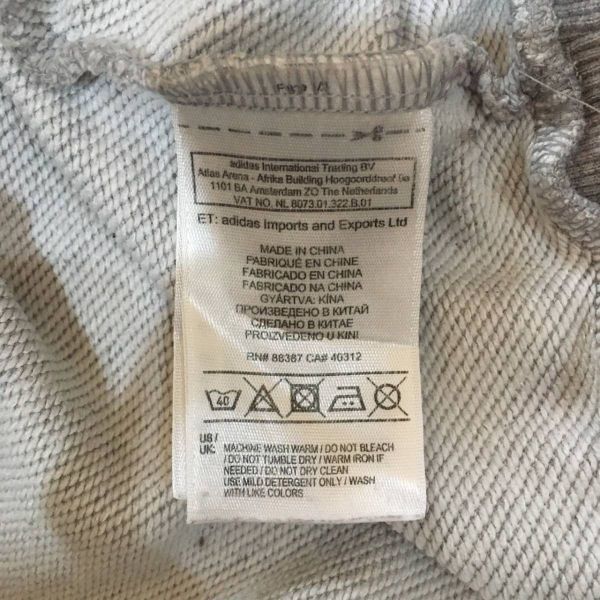 adidas International Trading BV
Atlas Arena - Afrika Building Hoogoorddreef 9a
1101 BA Amsterdam ZO The Netherlands
VAT NO. NL 8073.01.322.B.01
ET: adidas Imports and Exports Ltd
MADE IN CHINA
FABRIQUÉ EN CHINE
FABRICADO EN CHINA
FABRICADO NA CHINA
GYÁRTVA: KÍNA
ПРОИЗВЕДЕНО В КИТАЙ
СДЕЛАНО В КИТАЕ
PROIZVEDENO U KINI
RN# 88387 CA# 40312
40
US /
UK: MACHINE WASH WARM / DO NOT BLEACH
/ DO NOT TUMBLE DRY / WARM IRON IF
NEEDED / DO NOT DRY CLEAN
USE MILD DETERGENT ONLY / WASH
WITH LIKE COLORS